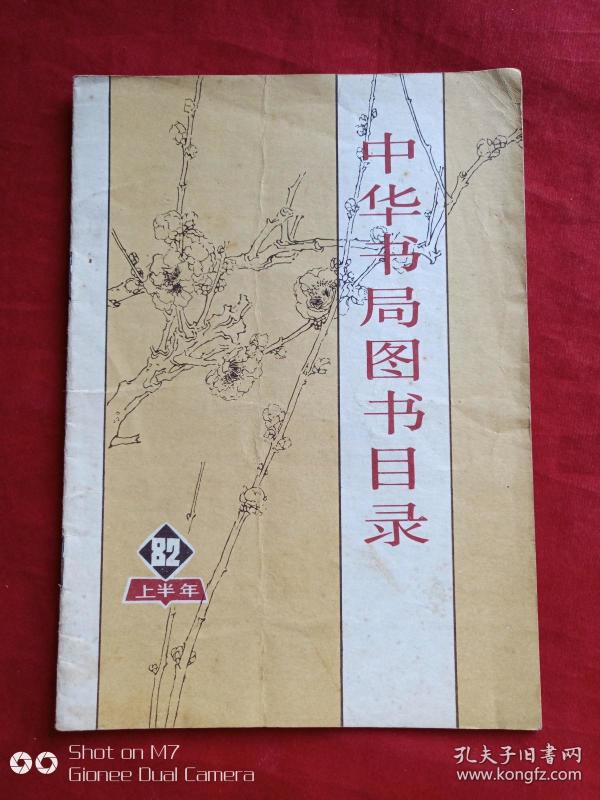 中华书局图书目录
82
上半年
Shot on M7
Gionee Dual Camera
孔夫子旧書网
www.kongfz.com